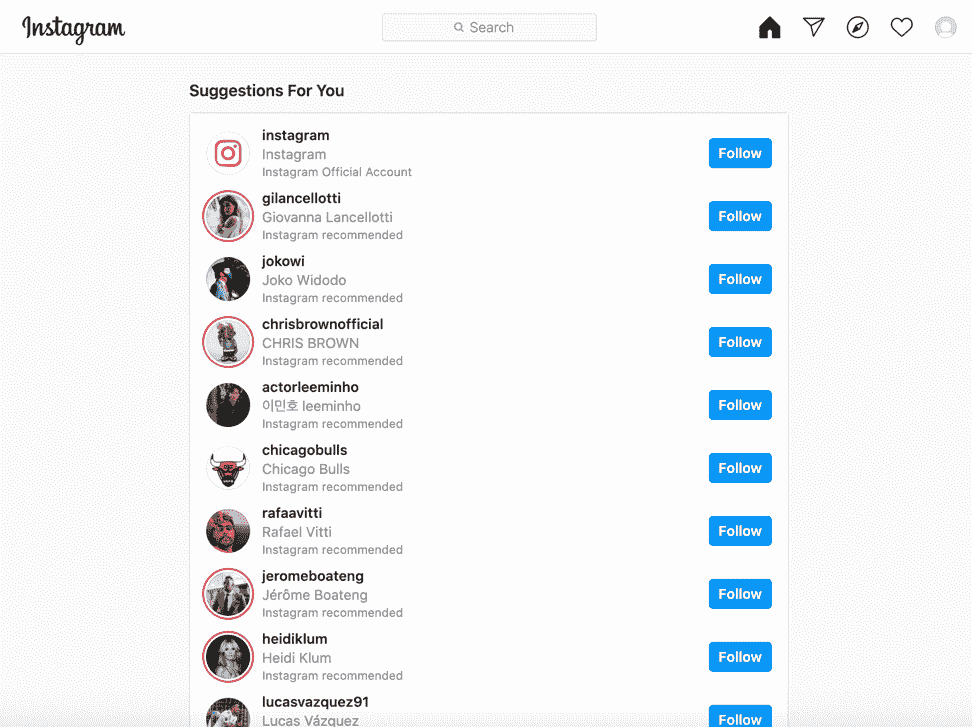 Instagram
Search
Suggestions For You
instagram
Instagram
Instagram Official Account
Follow
gilancellotti
Giovanna Lancellotti
Instagram recommended
Follow
jokowi
Joko Widodo
Instagram recommended
Follow
chrisbrownofficial
CHRIS BROWN
Instagram recommended
Follow
actorleeminho
이민호 leeminho
Instagram recommended
Follow
chicagobulls
Chicago Bulls
Instagram recommended
Follow
rafaavitti
Rafael Vitti
Instagram recommended
Follow
jeromeboateng
Jérôme Boateng
Instagram recommended
Follow
heidiklum
Heidi Klum
Instagram recommended
Follow
lucasvazquez91
Lucas Vázquez
Follow